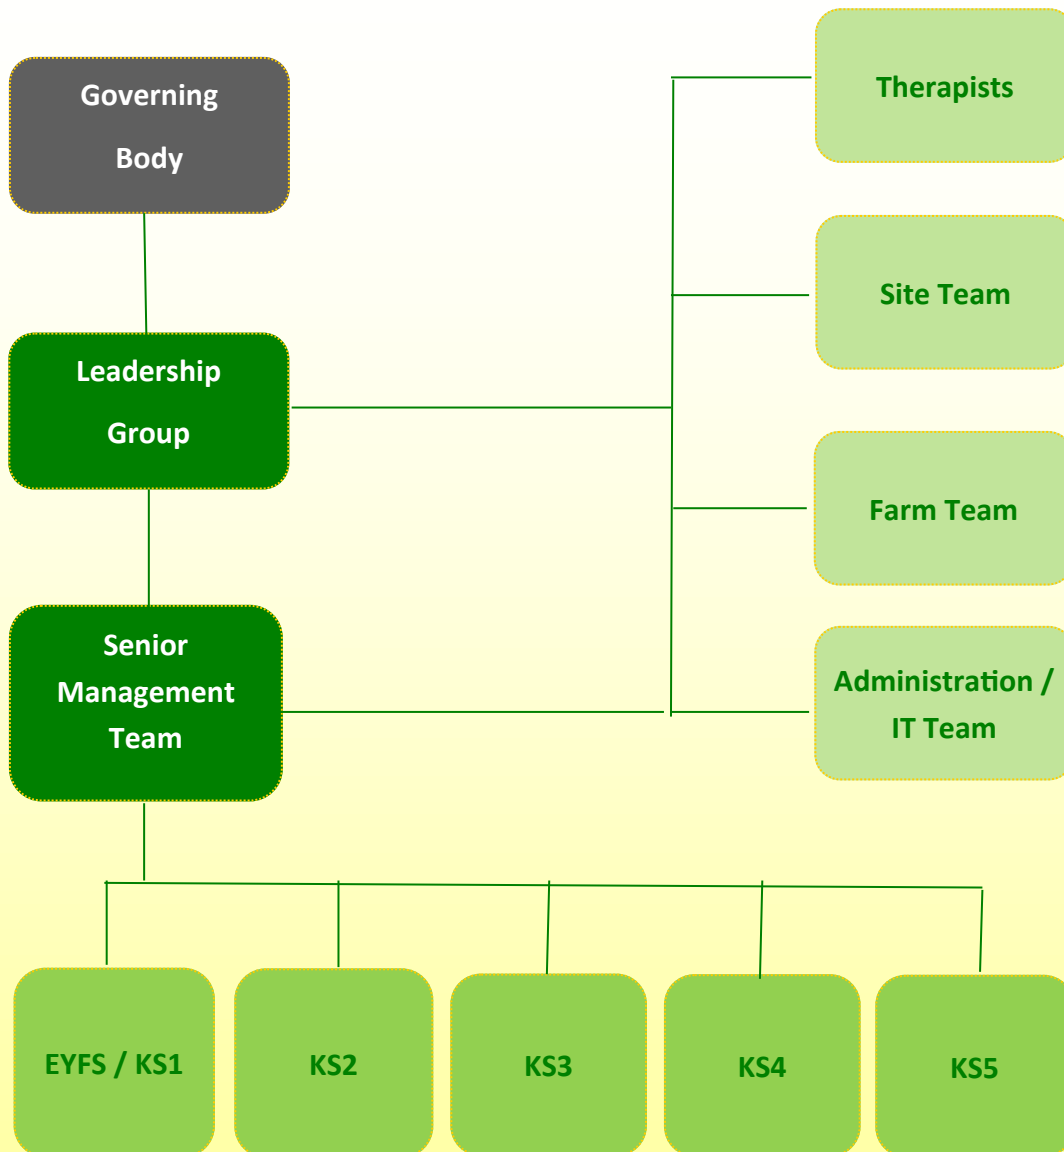 Governing
Body
Therapists
Site Team
Leadership
Group
Farm Team
Senior
Management
Team
Administration /
IT Team
EYFS / KS1
KS2
KS3
KS4
KS5